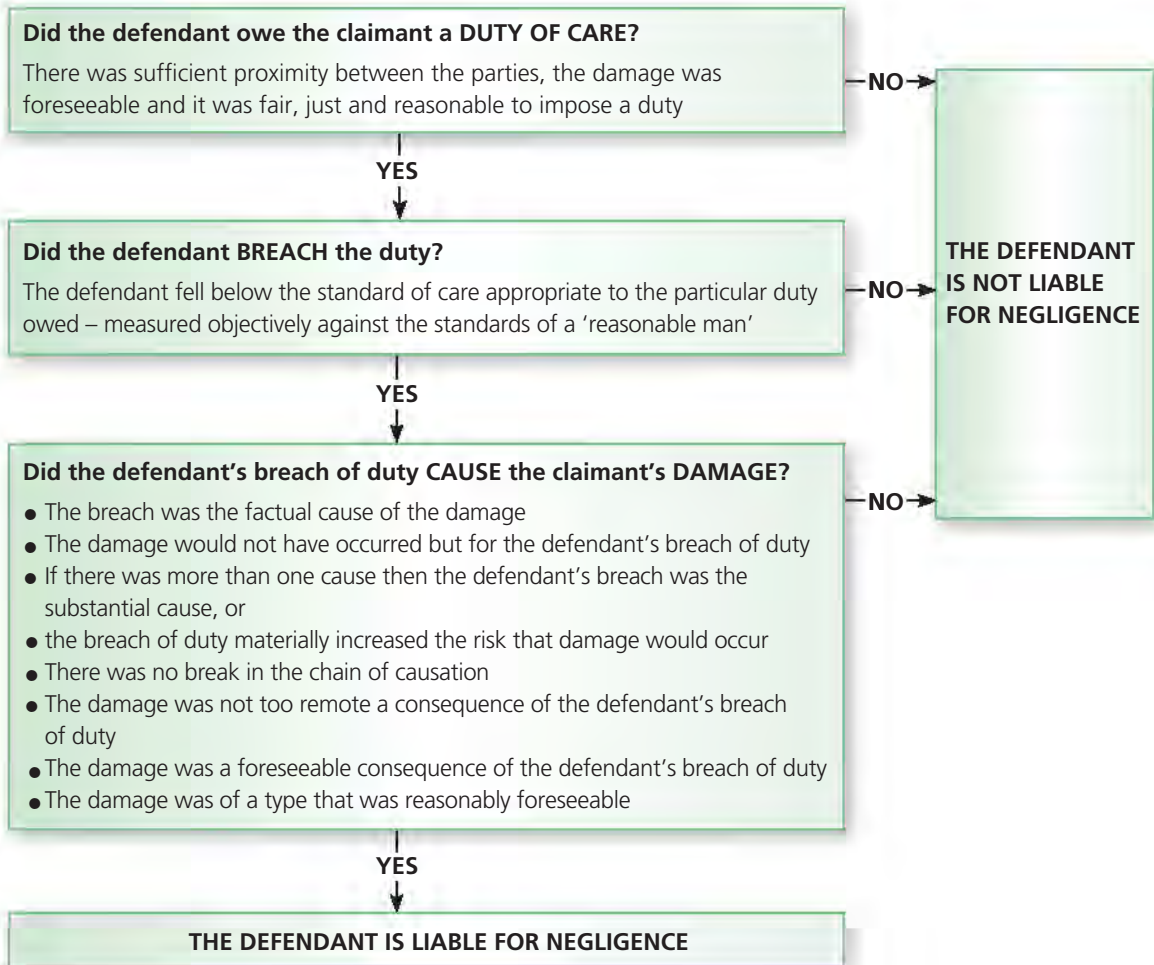 Did the defendant owe the claimant a DUTY OF CARE?
There was sufficient proximity between the parties, the damage was
foreseeable and it was fair, just and reasonable to impose a duty
NO
YES
Did the defendant BREACH the duty?
The defendant fell below the standard of care appropriate to the particular duty
owed – measured objectively against the standards of a ‘reasonable man’
NO
THE DEFENDANT
IS NOT LIABLE
FOR NEGLIGENCE
YES
Did the defendant’s breach of duty CAUSE the claimant’s DAMAGE?
● The breach was the factual cause of the damage
● The damage would not have occurred but for the defendant’s breach of duty
● If there was more than one cause then the defendant’s breach was the
substantial cause, or
● the breach of duty materially increased the risk that damage would occur
● There was no break in the chain of causation
● The damage was not too remote a consequence of the defendant’s breach
of duty
● The damage was a foreseeable consequence of the defendant’s breach of duty
● The damage was of a type that was reasonably foreseeable
NO
YES
THE DEFENDANT IS LIABLE FOR NEGLIGENCE